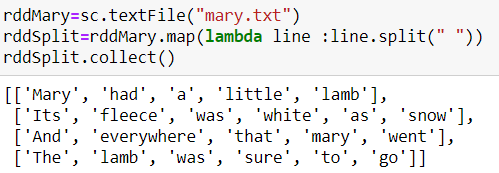 rddMary=sc.textFile("mary.txt")
rddSplit=rddMary.map(lambda line :line.split(" "))
rddSplit.collect()
[['Mary', 'had', 'a', 'little', 'lamb'],
['Its', 'fleece', 'was', 'white', 'as', 'snow'],
['And', 'everywhere', 'that', 'mary', 'went'],
['The', 'lamb', 'was', 'sure', 'to', 'go']]